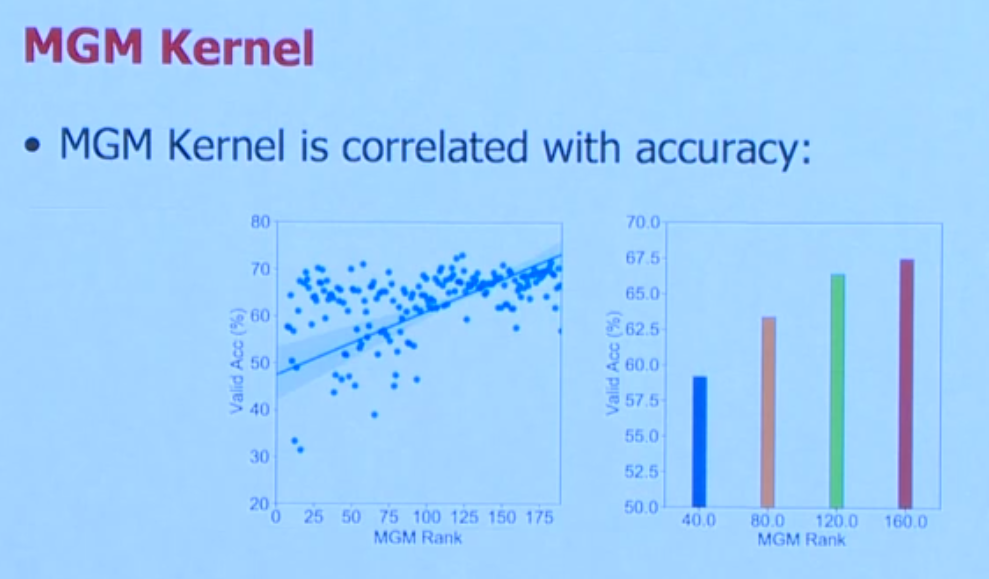 MGM Kernel
• MGM Kernel is correlated with accuracy:
80
70
60
50
40
30
20
Valid Acc (%)
0 25 50 75 100 125 150 175
MGM Rank
70.0
67.5
65.0
62.5
60.0
57.5
55.0
52.5
50.0
Valid Acc (%)
40.0 80.0 120.0 160.0
MGM Rank